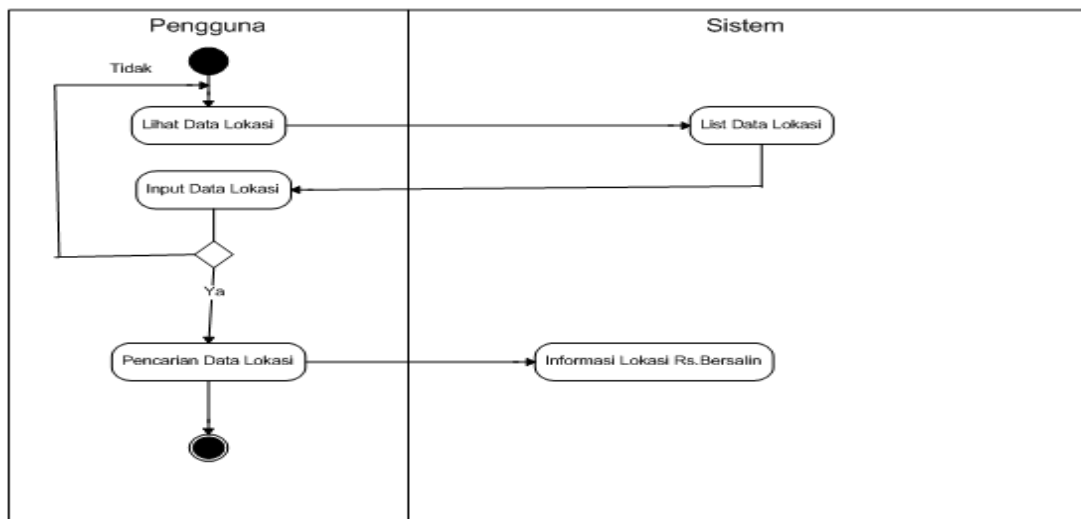 Pengguna
Sistem
Tidak
Lihat Data Lokasi
List Data Lokasi
Input Data Lokasi
Ya
Pencarian Data Lokasi
Informasi Lokasi Rs.Bersalin